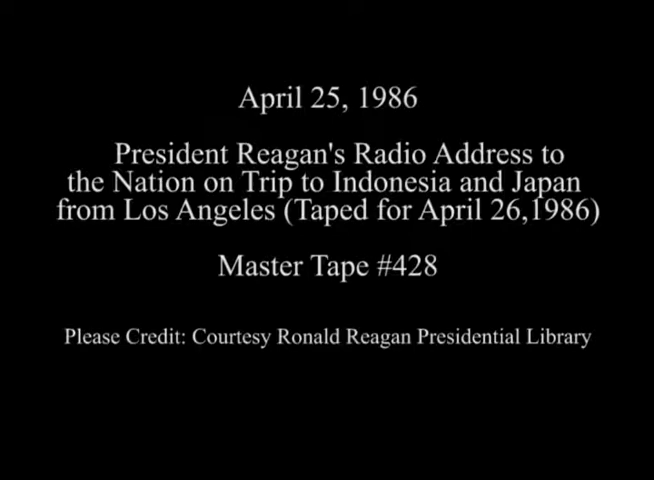 April 25, 1986
President Reagan's Radio Address to
the Nation on Trip to Indonesia and Japan
from Los Angeles (Taped for April 26,1986)
Master Tape #428
Please Credit: Courtesy Ronald Reagan Presidential Library